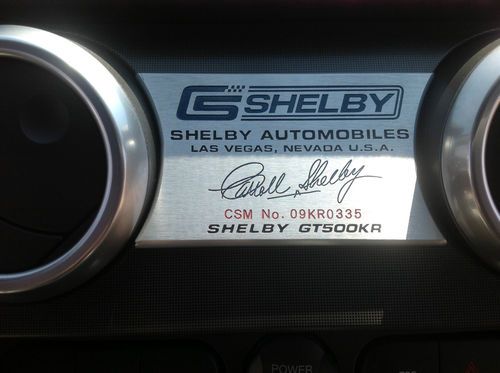 CS SHELBY
SHELBY AUTOMOBILES
LAS VEGAS, NEVADA U.S.A.
Carroll Shelby
CSM No. 09KR0335
SHELBY GT500KR
POWER